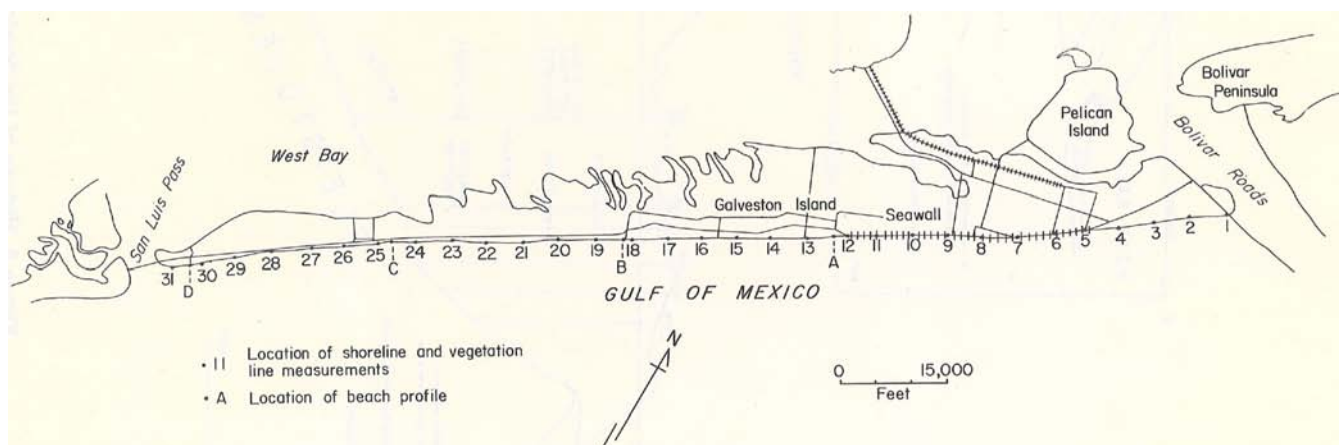 Bolivar
Peninsula
Pelican
Island
Bolivar Roads
West Bay
San Luis Pass
Galveston Island
Seawall
31 30 29 28 27 26 25 24 23 22 21 20 19 18 17 16 15 14 13 12 11 10 9 8 7 6 5 4 3 2 1
D C B A
GULF OF MEXICO
N
• 11 Location of shoreline and vegetation
line measurements
• A Location of beach profile
0 15,000
Feet